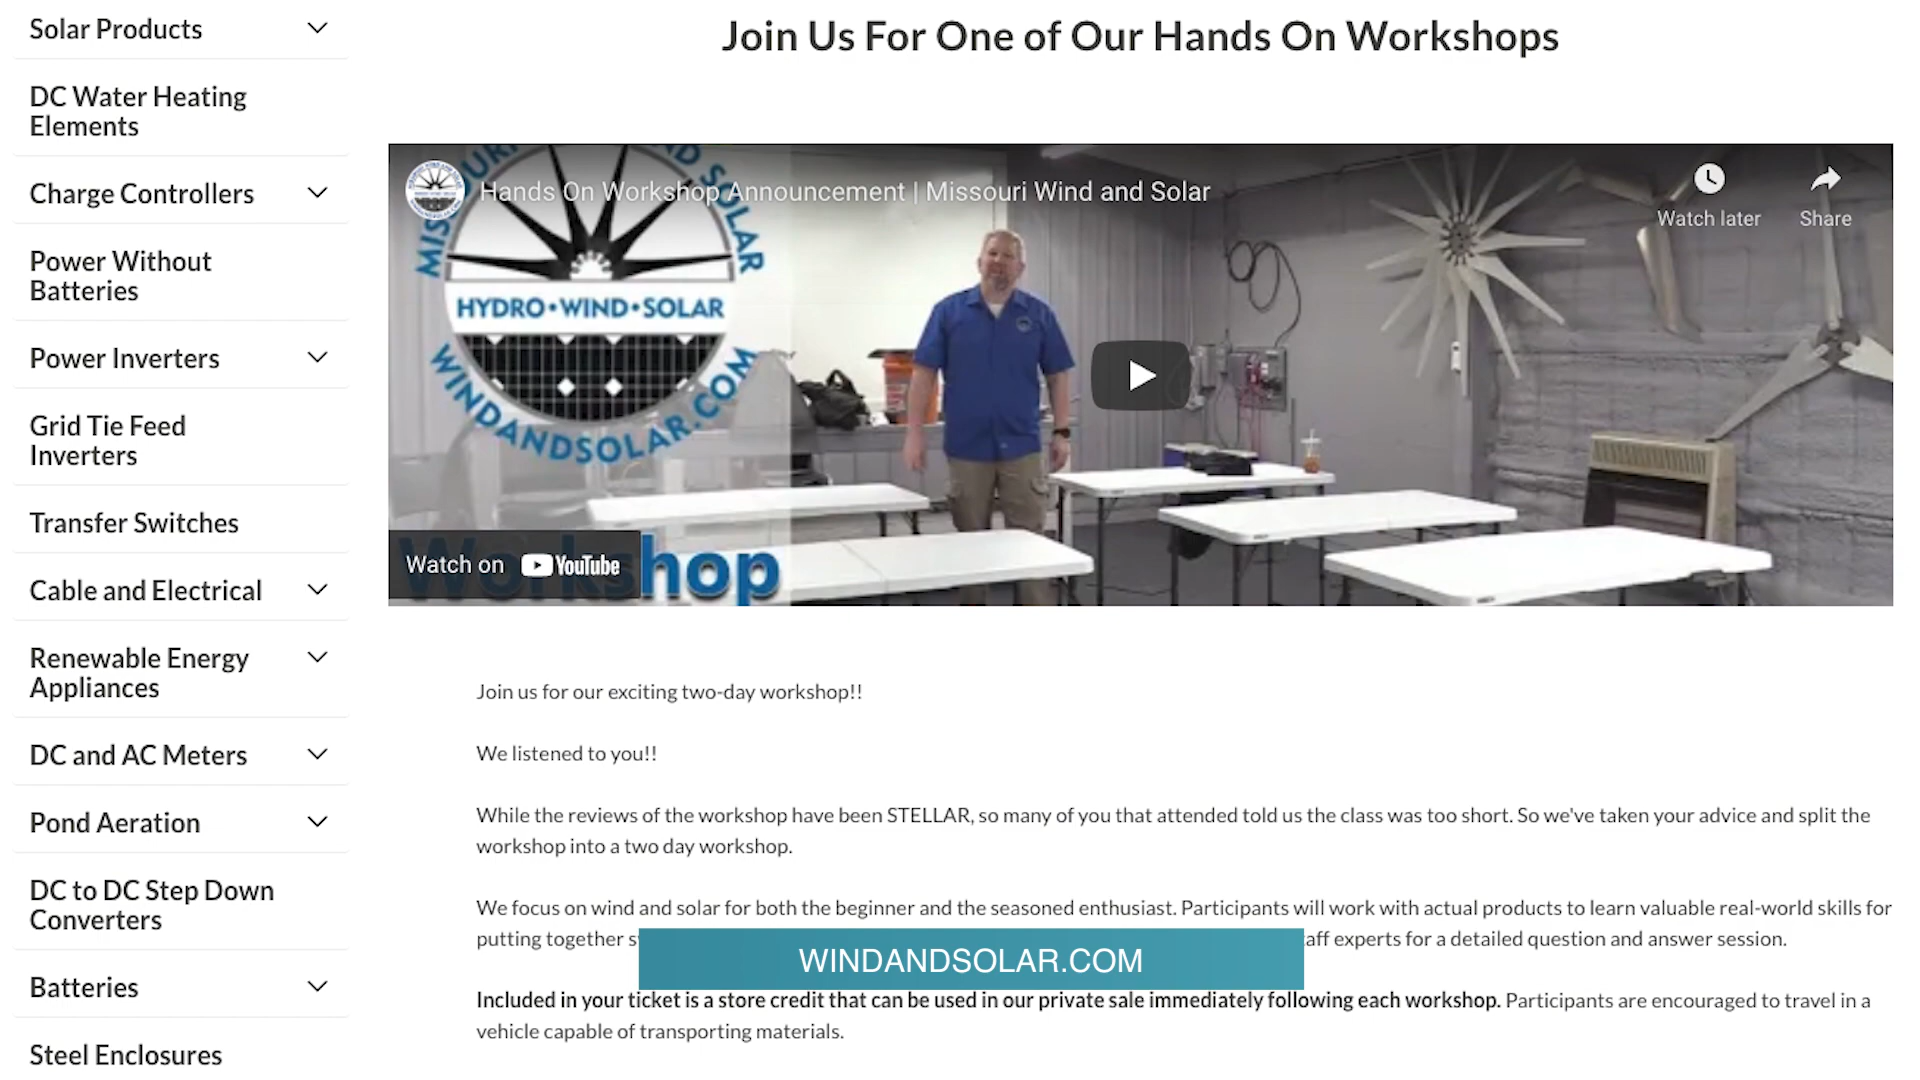 Solar Products
DC Water Heating
Elements
Charge Controllers
Power Without
Batteries
Power Inverters
Grid Tie Feed
Inverters
Transfer Switches
Cable and Electrical
Renewable Energy
Appliances
DC and AC Meters
Pond Aeration
DC to DC Step Down
Converters
Batteries
Steel Enclosures
Join Us For One of Our Hands On Workshops
Hands On Workshop Announcement | Missouri Wind and Solar
Watch later
Share
HYDRO•WIND•SOLAR
WINDANDSOLAR.COM
Watch on YouTube
Workshop
Join us for our exciting two-day workshop!!
We listened to you!!
While the reviews of the workshop have been STELLAR, so many of you that attended told us the class was too short. So we've taken your advice and split the
workshop into a two day workshop.
We focus on wind and solar for both the beginner and the seasoned enthusiast. Participants will work with actual products to learn valuable real-world skills for
putting together experts for a detailed question and answer session.
WINDANDSOLAR.COM
Included in your ticket is a store credit that can be used in our private sale immediately following each workshop. Participants are encouraged to travel in a
vehicle capable of transporting materials.